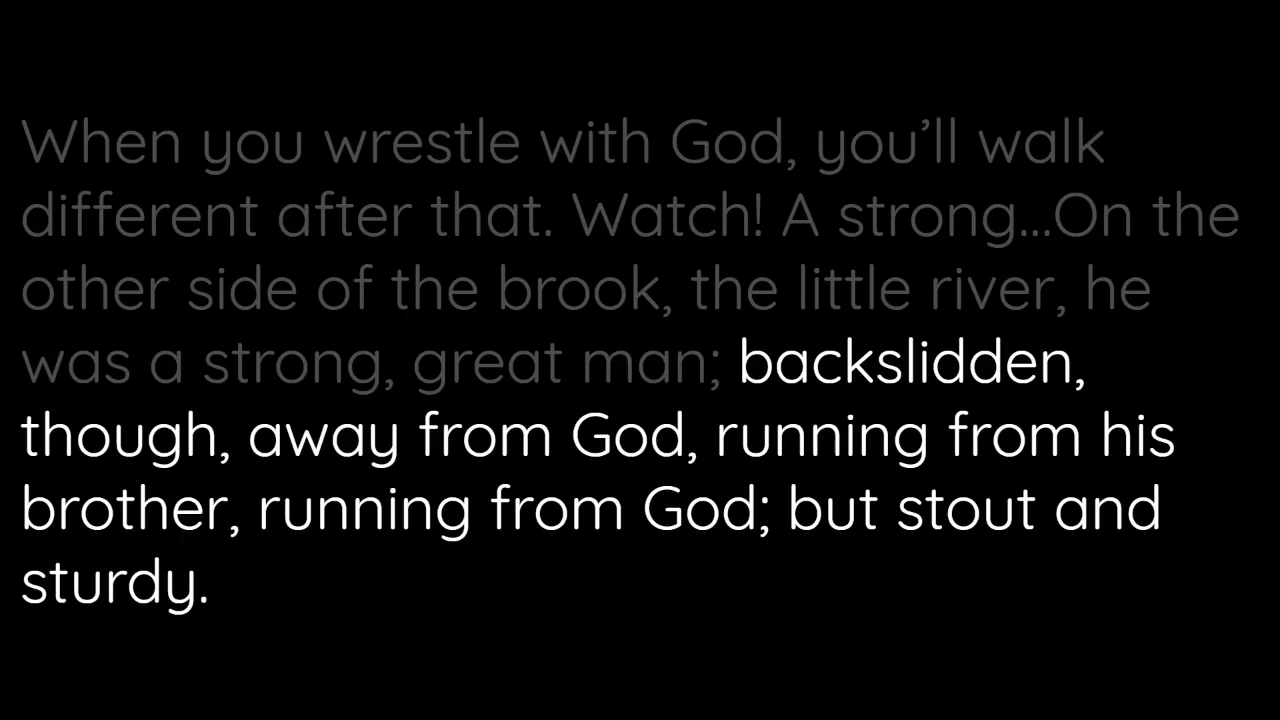 When you wrestle with God, you’ll walk
different after that. Watch! A strong...On the
other side of the brook, the little river, he
was a strong, great man; backslidden,
though, away from God, running from his
brother, running from God; but stout and
sturdy.